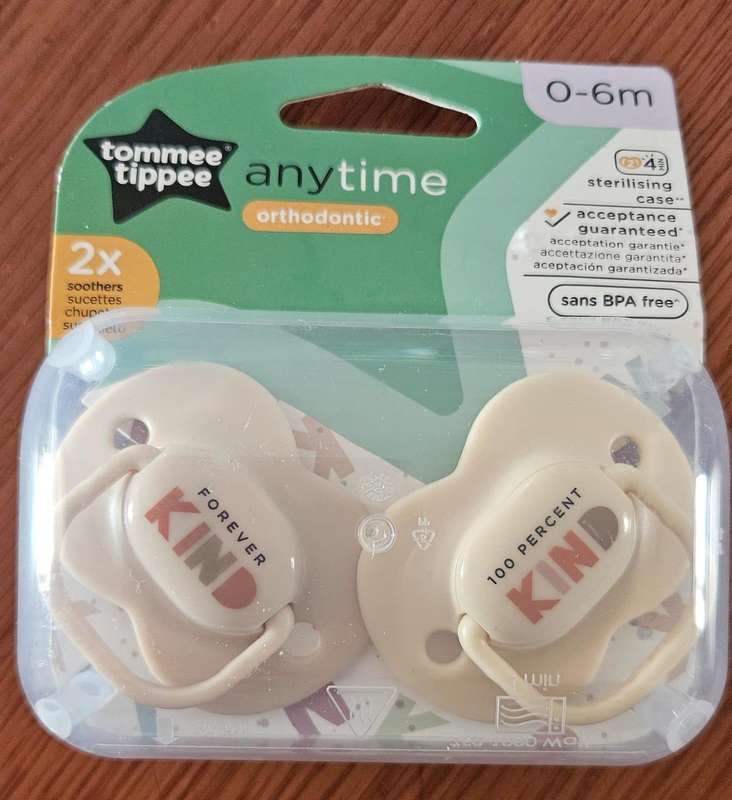 0-6m
tommee®
tippee
anytime
orthodontic
4 MIN
sterilising
case**
acceptance
guaranteed*
acceptation garantie*
accettazione garantita*
aceptación garantizada*
sans BPA free^
2x
soothers
sucettes
FOREVER
KIND
100 PERCENT
KIND